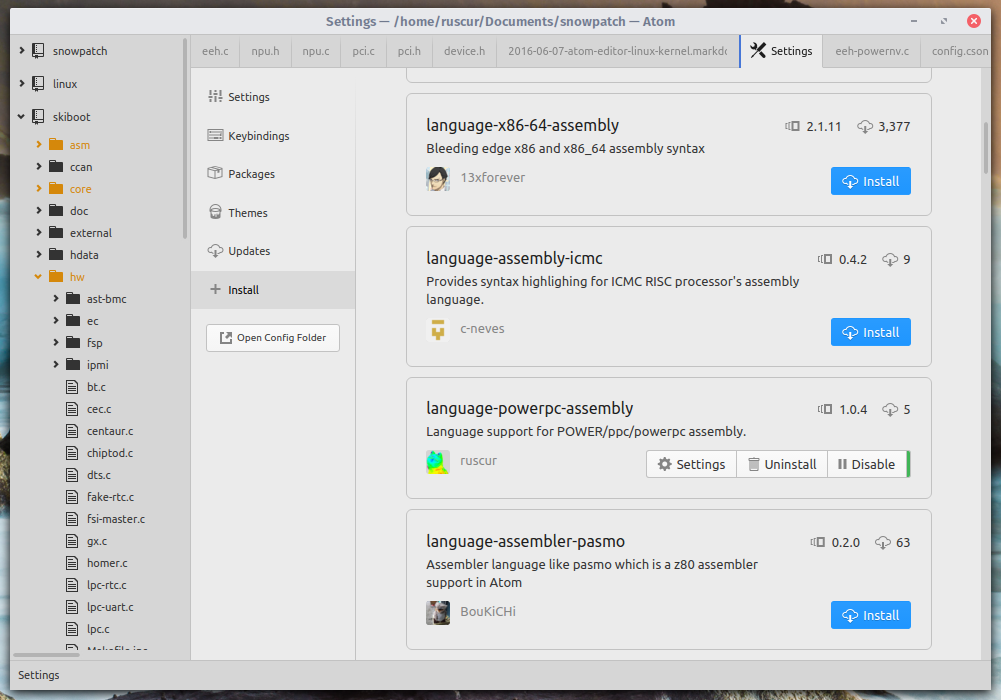 Settings — /home/ruscur/Documents/snowpatch — Atom
snowpatch
linux
skiboot
asm
ccan
core
doc
external
hdata
hw
ast-bmc
ec
fsp
ipmi
bt.c
cec.c
centaur.c
chiptod.c
dts.c
fake-rtc.c
fsi-master.c
gx.c
homer.c
lpc-rtc.c
lpc-uart.c
lpc.c
Makefile.inc
eeh.c
npu.h
npu.c
pci.c
pci.h
device.h
2016-06-07-atom-editor-linux-kernel.markdo
Settings
eeh-powernv.c
config.cson
Settings
Keybindings
Packages
Themes
Updates
Install
Open Config Folder
language-x86-64-assembly
2.1.11
3,377
Bleeding edge x86 and x86_64 assembly syntax
13xforever
Install
language-assembly-icmc
0.4.2
9
Provides syntax highlighing for ICMC RISC processor's assembly
language.
c-neves
Install
language-powerpc-assembly
1.0.4
5
Language support for POWER/ppc/powerpc assembly.
ruscur
Settings
Uninstall
Disable
language-assembler-pasmo
0.2.0
63
Assembler language like pasmo which is a z80 assembler
support in Atom
BouKiCHi
Install
Settings